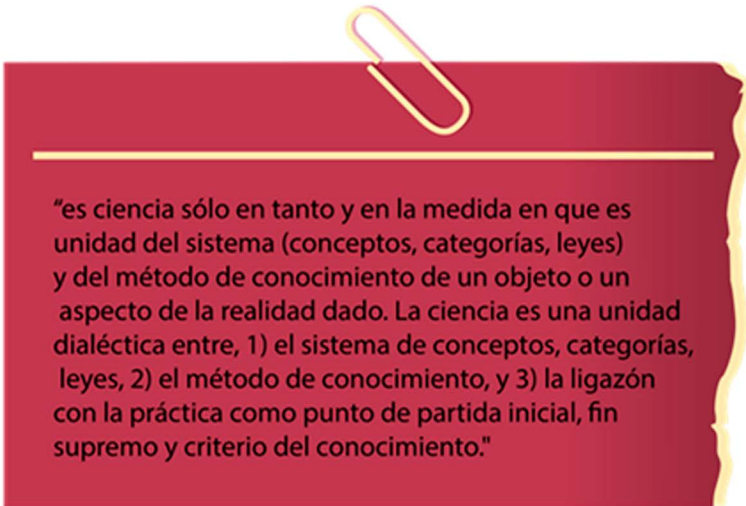 “es ciencia sólo en tanto y en la medida en que es
unidad del sistema (conceptos, categorías, leyes)
y del método de conocimiento de un objeto o un
aspecto de la realidad dado. La ciencia es una unidad
dialéctica entre, 1) el sistema de conceptos, categorías,
leyes, 2) el método de conocimiento, y 3) la ligazón
con la práctica como punto de partida inicial, fin
supremo y criterio del conocimiento."